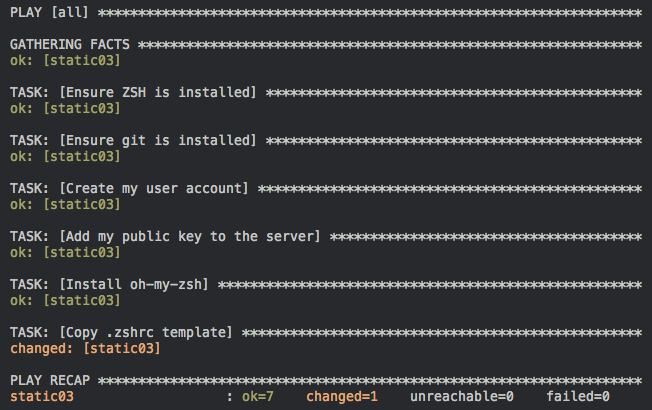 PLAY [all] ********************************************************************
GATHERING FACTS ***************************************************************
ok: [static03]
TASK: [Ensure ZSH is installed] ***********************************************
ok: [static03]
TASK: [Ensure git is installed] ***********************************************
ok: [static03]
TASK: [Create my user account] ************************************************
ok: [static03]
TASK: [Add my public key to the server] ***************************************
ok: [static03]
TASK: [Install oh-my-zsh] *****************************************************
ok: [static03]
TASK: [Copy .zshrc template] **************************************************
changed: [static03]
PLAY RECAP ********************************************************************
static03                   : ok=7    changed=1    unreachable=0    failed=0